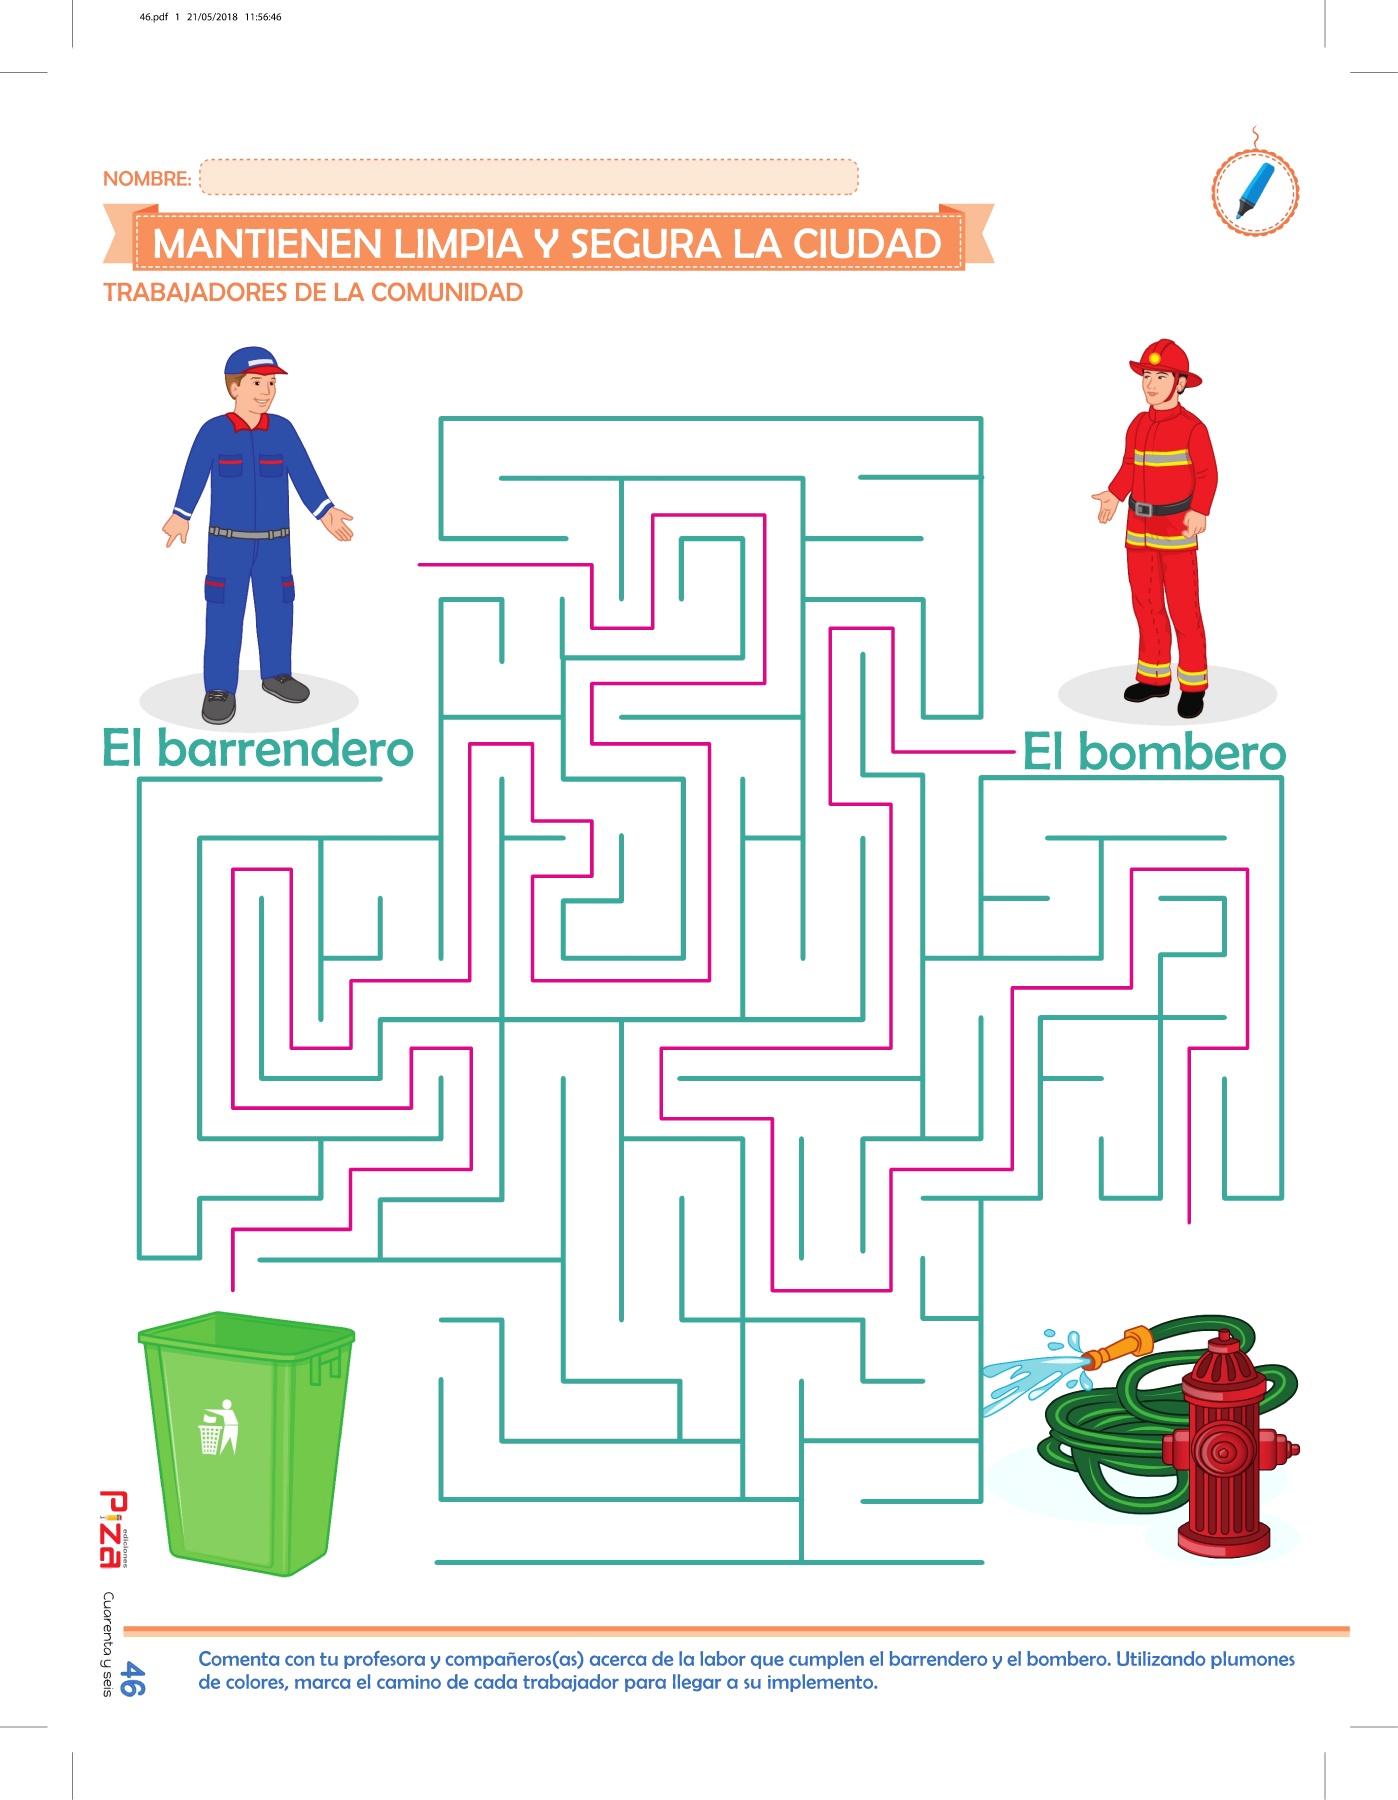 46.pdf 1 21/05/2018 11:56:46
NOMBRE:
MANTIENEN LIMPIA Y SEGURA LA CIUDAD
TRABAJADORES DE LA COMUNIDAD
El barrendero
El bombero
Piza
ediciones
Cuarenta y seis
46
Comenta con tu profesora y compañeros(as) acerca de la labor que cumplen el barrendero y el bombero. Utilizando plumones
de colores, marca el camino de cada trabajador para llegar a su implemento.